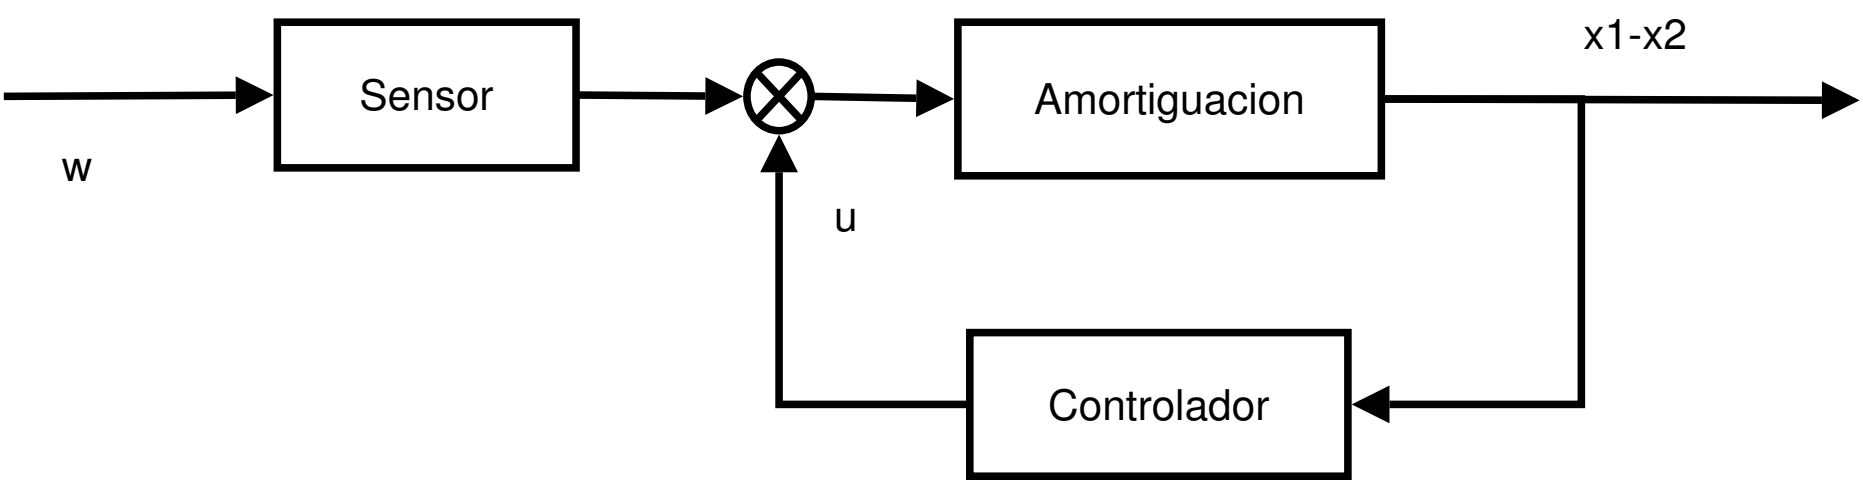 x1-x2
Sensor
Amortiguacion
w
u
Controlador